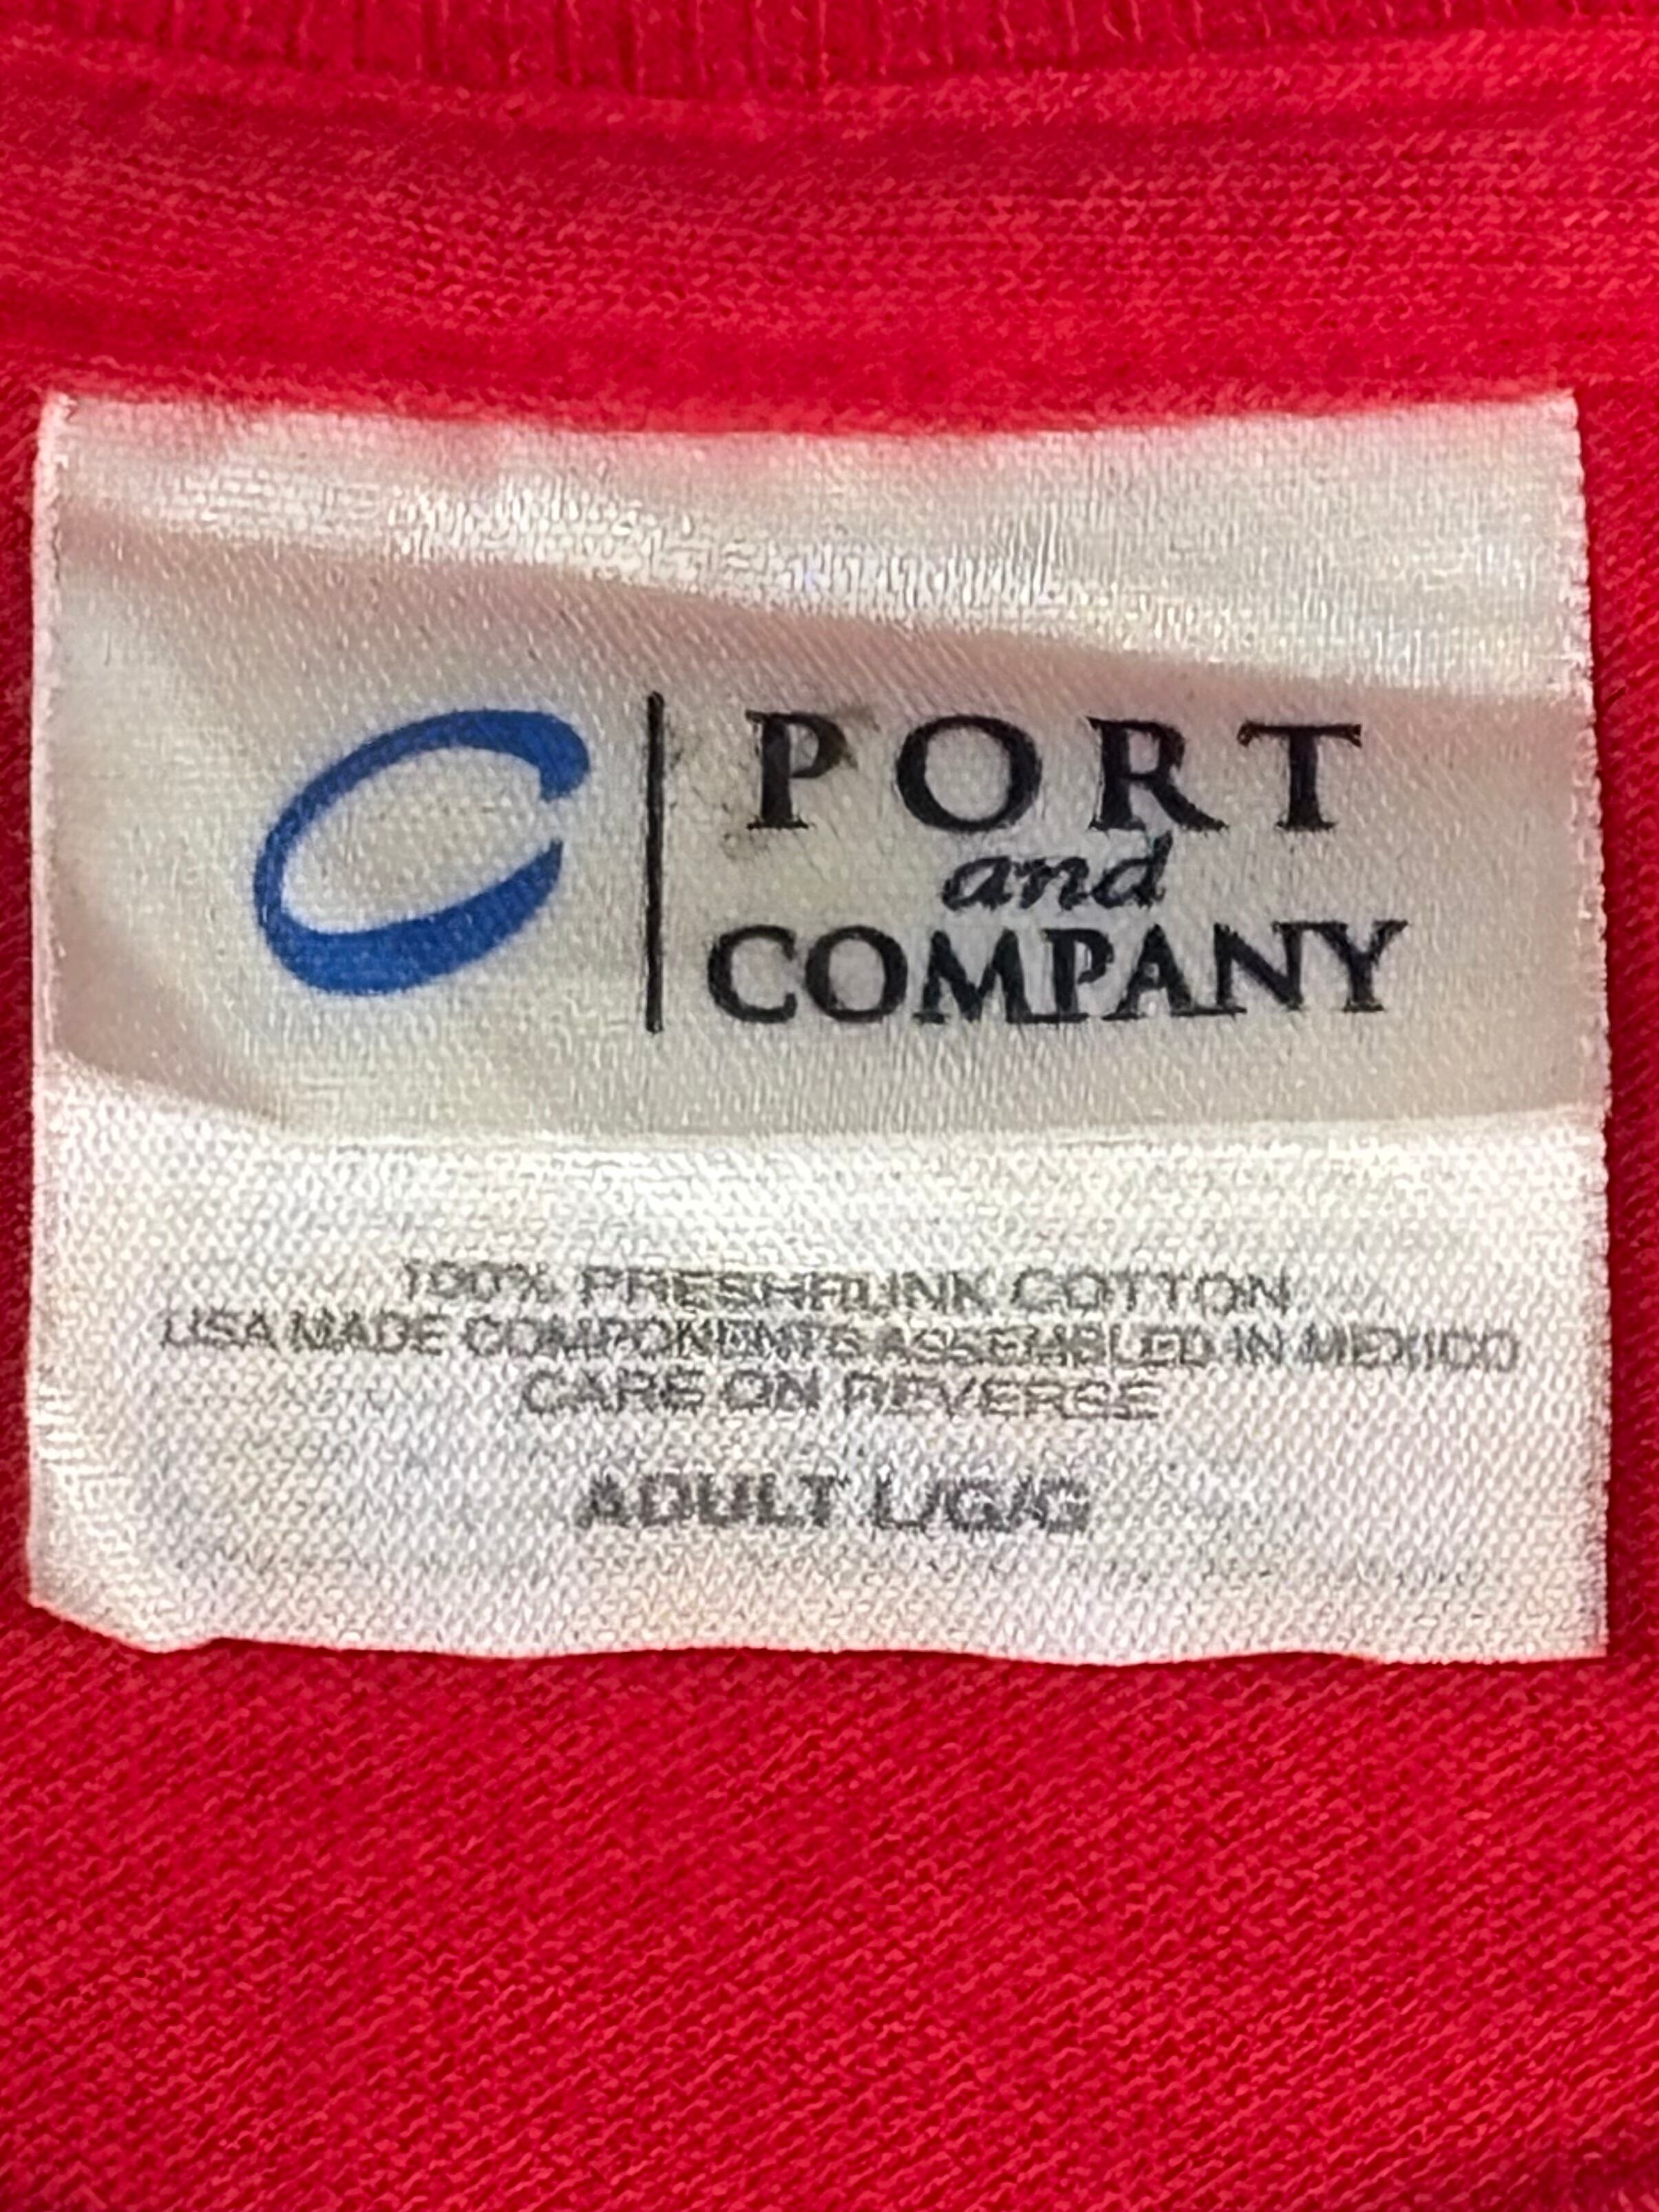 C
PORT
and
COMPANY
100% PRESHRUNK COTTON
USA MADE COMPONENTS ASSEMBLED IN MEXICO
CARE ON REVERSE
ADULT L/G/G